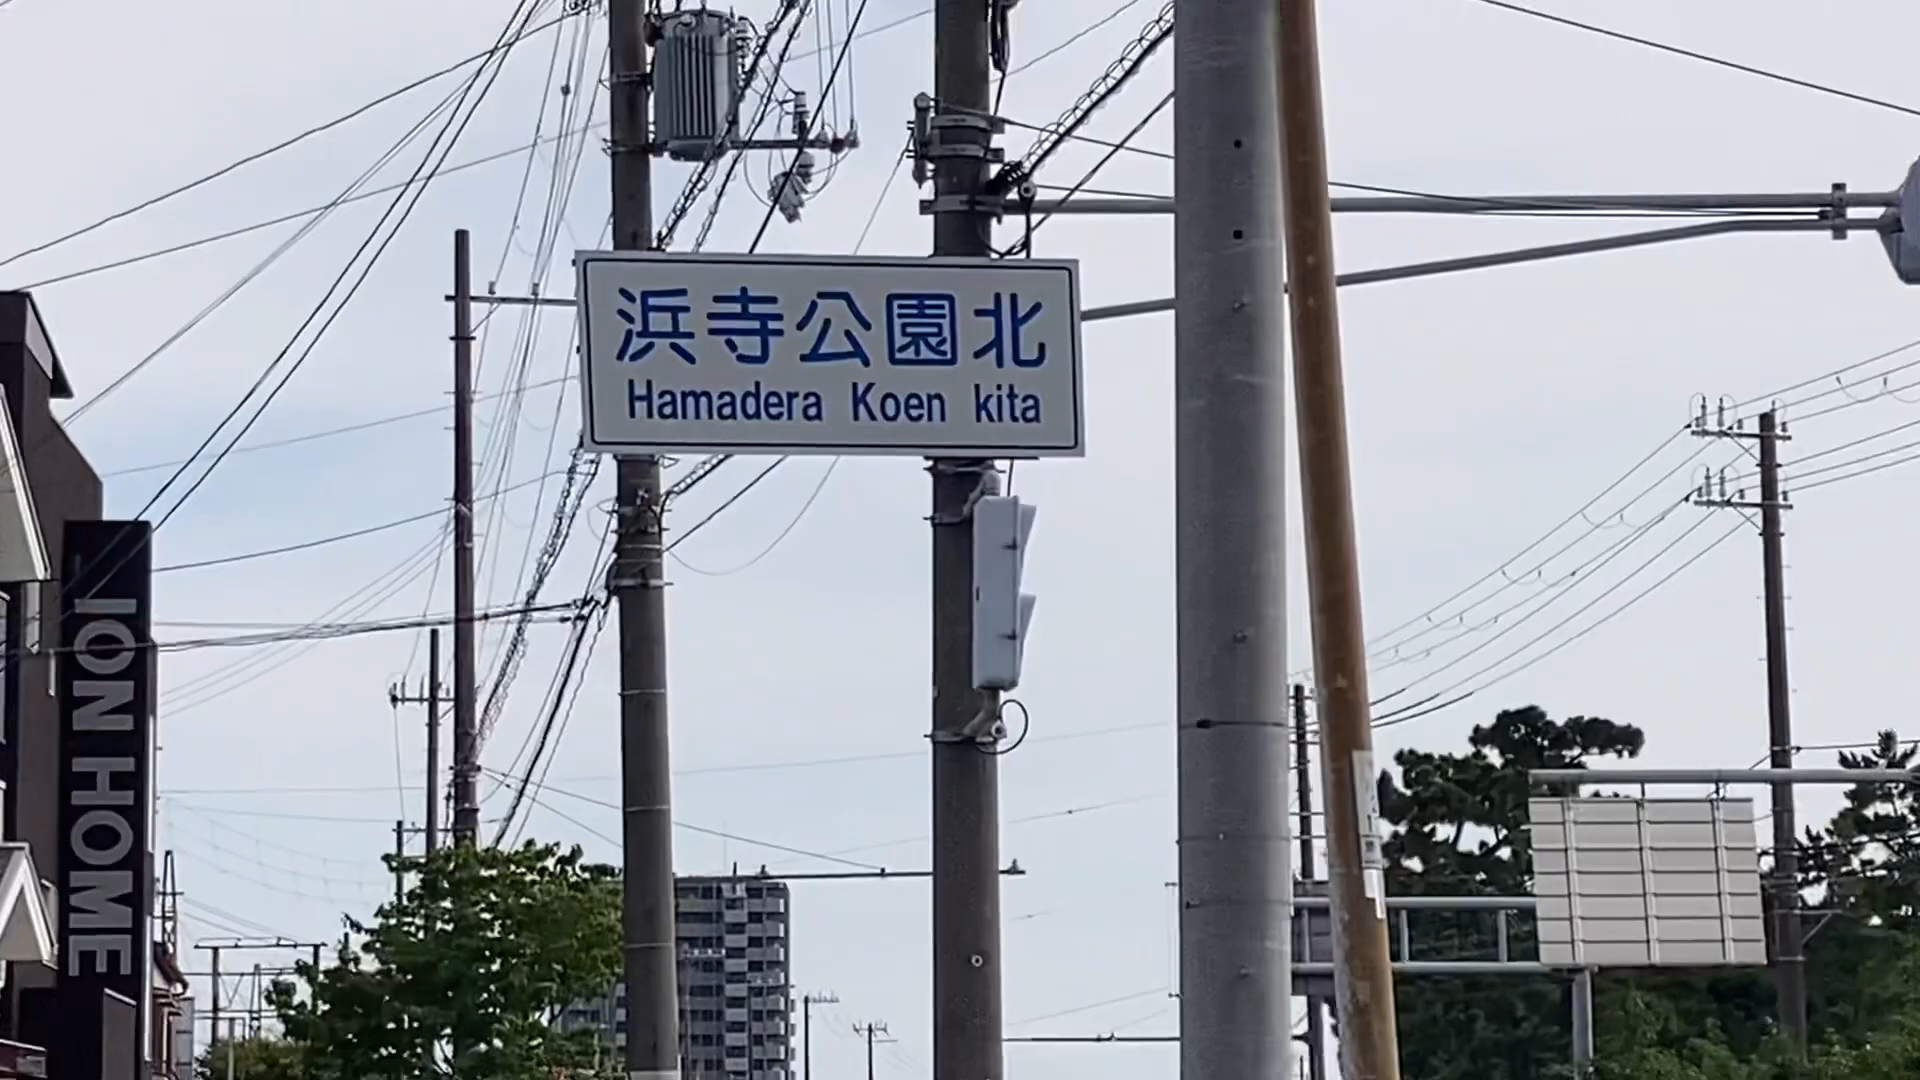 浜寺公園北
Hamadera Koen kita
ION HOME